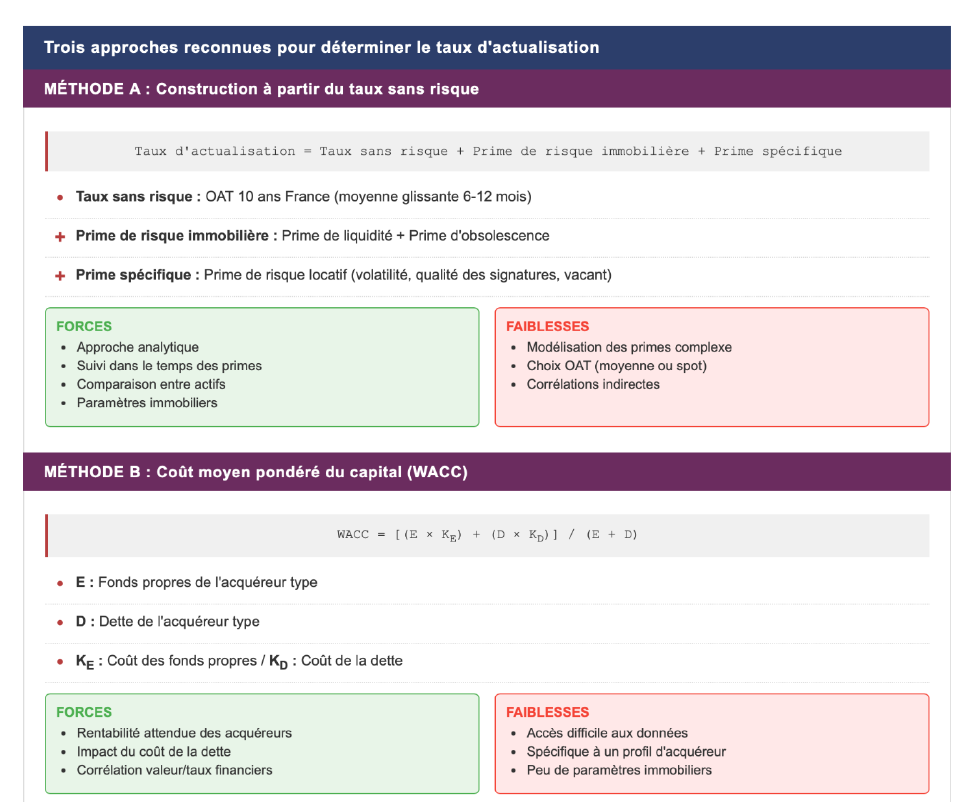 Trois approches reconnues pour déterminer le taux d'actualisation
MÉTHODE A : Construction à partir du taux sans risque
Taux d'actualisation = Taux sans risque + Prime de risque immobilière + Prime spécifique
• Taux sans risque : OAT 10 ans France (moyenne glissante 6-12 mois)
+ Prime de risque immobilière : Prime de liquidité + Prime d'obsolescence
+ Prime spécifique : Prime de risque locatif (volatilité, qualité des signatures, vacant)
FORCES
• Approche analytique
• Suivi dans le temps des primes
• Comparaison entre actifs
• Paramètres immobiliers
FAIBLESSES
• Modélisation des primes complexe
• Choix OAT (moyenne ou spot)
• Corrélations indirectes
MÉTHODE B : Coût moyen pondéré du capital (WACC)
WACC = [(E × KE) + (D × KD)] / (E + D)
• E : Fonds propres de l'acquéreur type
• D : Dette de l'acquéreur type
• KE : Coût des fonds propres / KD : Coût de la dette
FORCES
• Rentabilité attendue des acquéreurs
• Impact du coût de la dette
• Corrélation valeur/taux financiers
FAIBLESSES
• Accès difficile aux données
• Spécifique à un profil d'acquéreur
• Peu de paramètres immobiliers